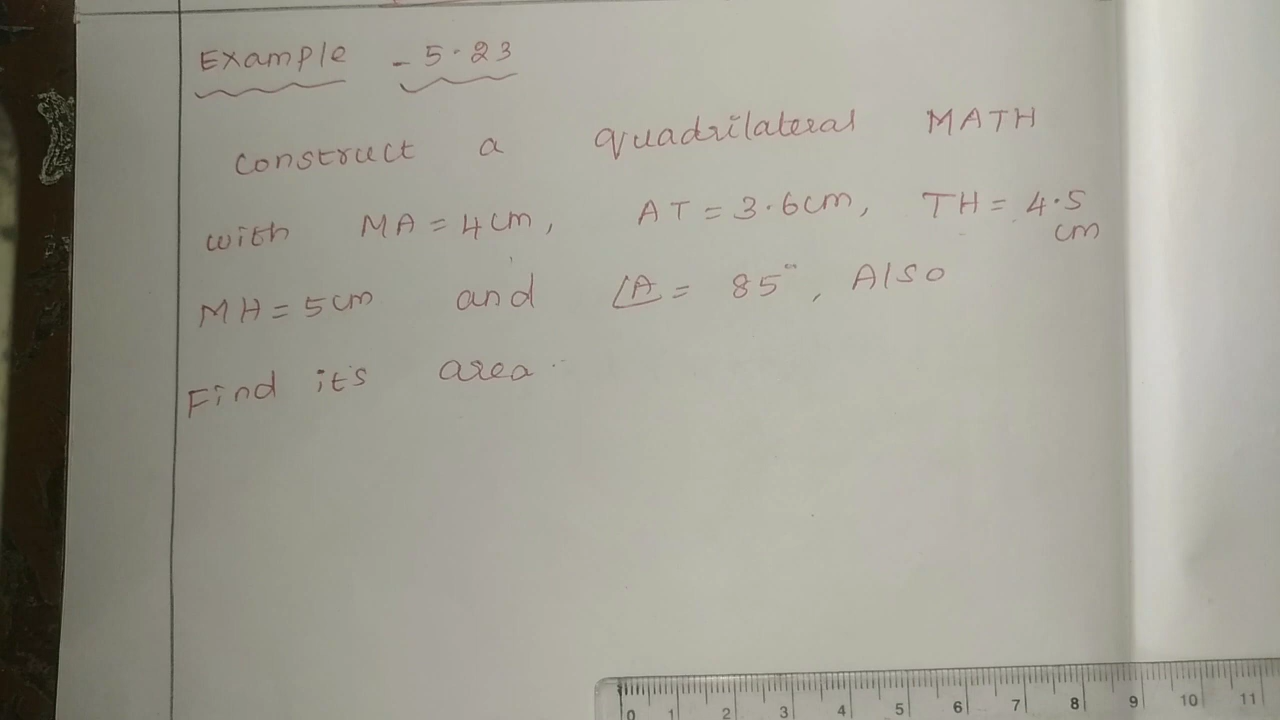 Example - 5.23
Construct a quadrilateral MATH
with MA = 4cm, AT = 3.6cm, TH = 4.5
cm
MH = 5cm and ∠A = 85°, Also
Find it's area.
0 1 2 3 4 5 6 7 8 9 10 11